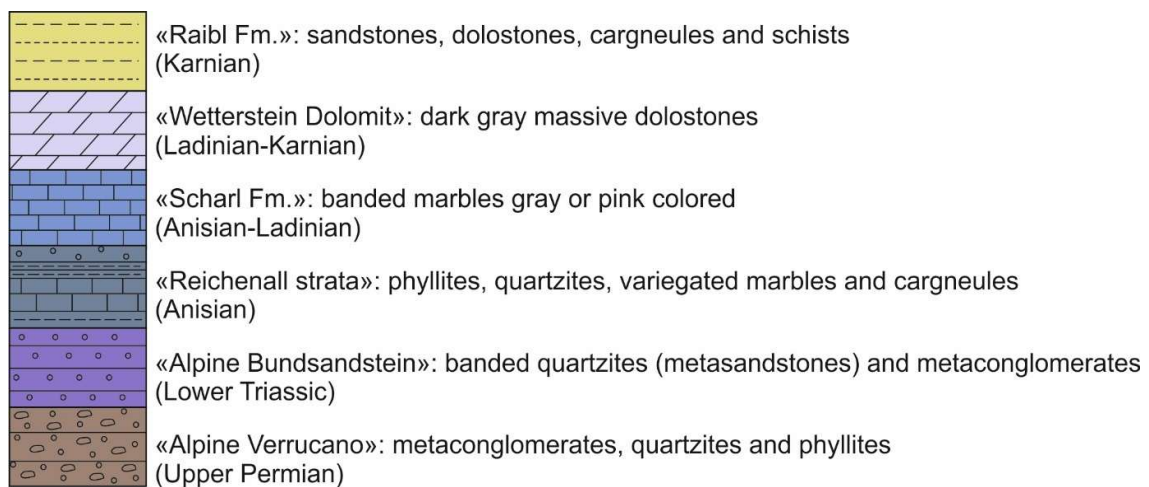 «Raibl Fm.»: sandstones, dolostones, cargneules and schists
(Karnian)
«Wetterstein Dolomit»: dark gray massive dolostones
(Ladinian-Karnian)
«Scharl Fm.»: banded marbles gray or pink colored
(Anisian-Ladinian)
«Reichenall strata»: phyllites, quartzites, variegated marbles and cargneules
(Anisian)
«Alpine Bundsandstein»: banded quartzites (metasandstones) and metaconglomerates
(Lower Triassic)
«Alpine Verrucano»: metaconglomerates, quartzites and phyllites
(Upper Permian)